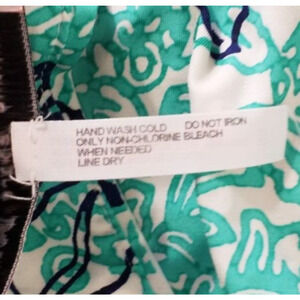 HAND WASH COLD DO NOT IRON
ONLY NON-CHLORINE BLEACH
WHEN NEEDED
LINE DRY